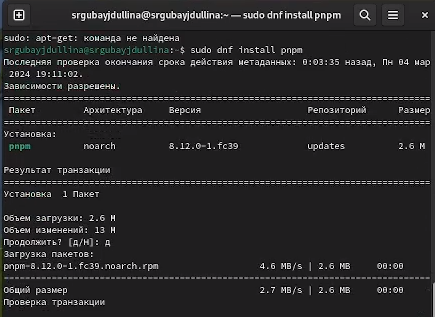 srgubayjdullina@srgubayjdullina:~ — sudo dnf install pnpm
sudo: apt-get: команда не найдена
srgubayjdullina@srgubayjdullina:~$ sudo dnf install pnpm
Последняя проверка окончания срока действия метаданных: 0:03:35 назад, Пн 04 мар
2024 19:11:02.
Зависимости разрешены.
================================================================================
Пакет Архитектура Версия Репозиторий Размер
================================================================================
Установка:
pnpm noarch 8.12.0-1.fc39 updates 2.6 M

Результат транзакции
================================================================================
Установка 1 Пакет

Объем загрузки: 2.6 M
Объем изменений: 13 M
Продолжить? [д/Н]: д
Загрузка пакетов:
pnpm-8.12.0-1.fc39.noarch.rpm 4.6 MB/s | 2.6 MB 00:00
--------------------------------------------------------------------------------
Общий размер 2.7 MB/s | 2.6 MB 00:00
Проверка транзакции